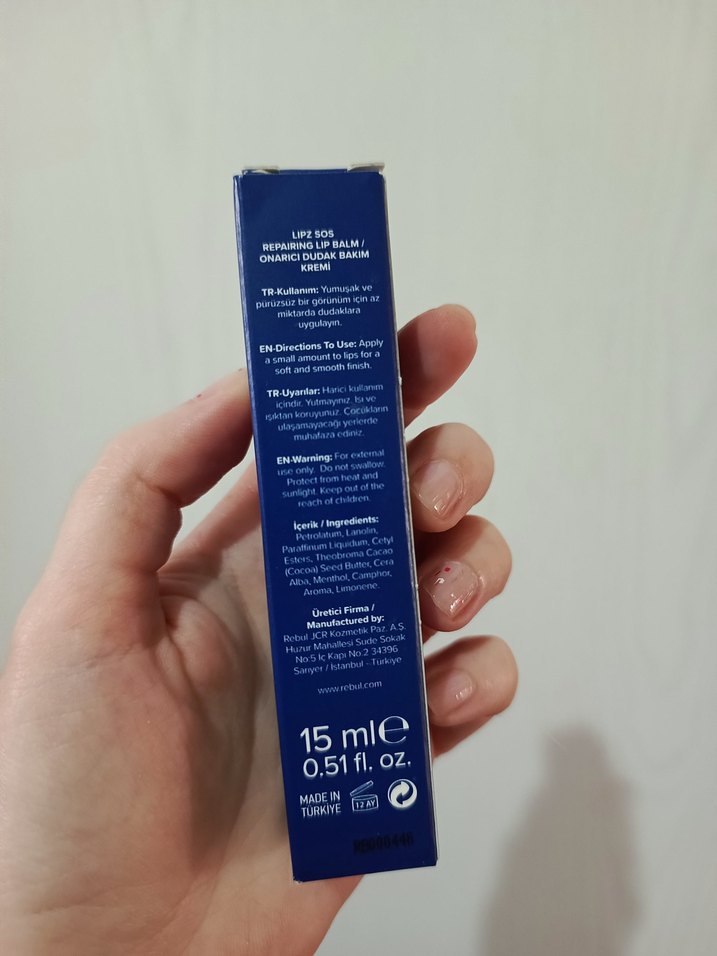 LIPZ SOS
REPAIRING LIP BALM /
ONARICI DUDAK BAKIM
KREMİ
TR-Kullanım: Yumuşak ve
pürüzsüz bir görünüm için az
miktarda dudaklara
uygulayın.
EN-Directions To Use: Apply
a small amount to lips for a
soft and smooth finish.
TR-Uyarılar: Harici kullanım
içindir. Yutmayınız. Isı ve
ışıktan koruyunuz. Çocukların
ulaşamayacağı yerlerde
muhafaza ediniz.
EN-Warning: For external
use only. Do not swallow.
Protect from heat and
sunlight. Keep out of the
reach of children.
İçerik / Ingredients:
Petrolatum, Lanolin,
Paraffinum Liquidum, Cetyl
Esters, Theobroma Cacao
(Cocoa) Seed Butter, Cera
Alba, Menthol, Camphor,
Aroma, Limonene.
Üretici Firma /
Manufactured by:
Rebul JCR Kozmetik Paz. A.Ş.
Huzur Mahallesi Sude Sokak
No:5 İç Kapı No:2 34396
Sarıyer / İstanbul - Türkiye
www.rebul.com
15 ml℮
0.51 fl. oz.
MADE IN
TÜRKİYE
12 AY